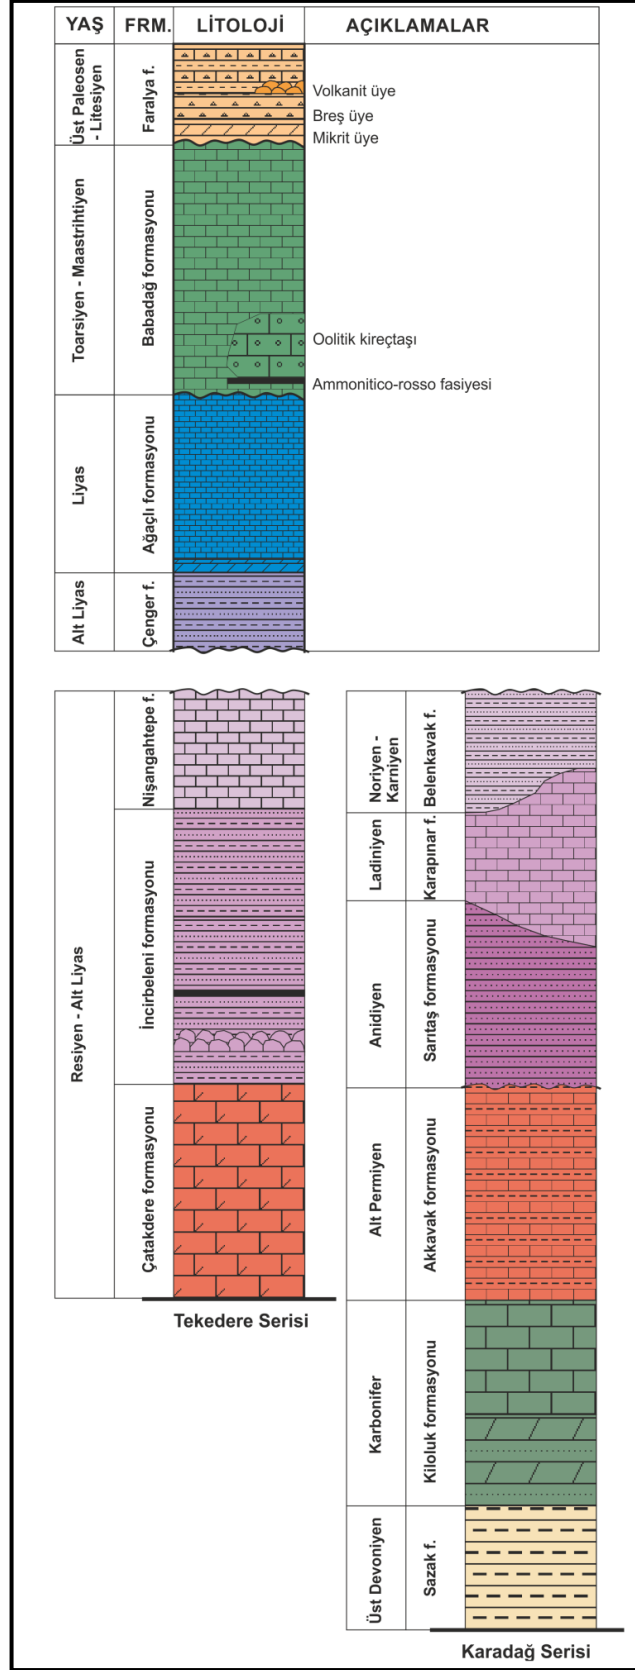 YAŞ FRM. LİTOLOJİ AÇIKLAMALAR
Üst Paleosen
- Litesiyen
Faralya f.
Volkanit üye
Breş üye
Mikrit üye
Toarsiyen - Maastrihtiyen
Babadağ formasyonu
Oolitik kireçtaşı
Ammonitico-rosso fasiyesi
Liyas
Ağaçlı formasyonu
Alt Liyas
Çenger f.
Resiyen - Alt Liyas
Nişangahtepe f.
İncirbeleni formasyonu
Çatakdere formasyonu
Tekedere Serisi
Noriyen -
Karniyen
Belenkavak f.
Ladiniyen
Karapınar f.
Anidiyen
Sarıtaş formasyonu
Alt Permiyen
Akkavak formasyonu
Karbonifer
Kiloluk formasyonu
Üst Devoniyen
Sazak f.
Karadağ Serisi